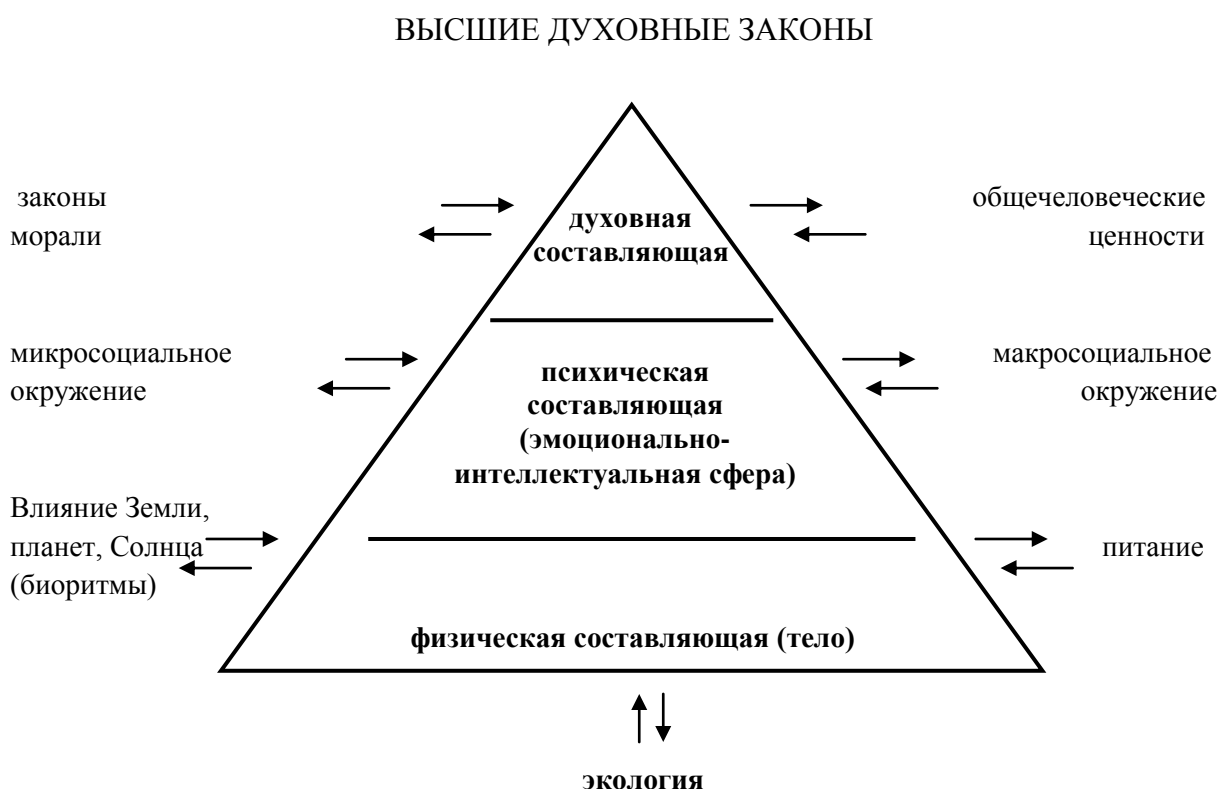 ВЫСШИЕ ДУХОВНЫЕ ЗАКОНЫ
законы
морали
духовная
составляющая
общечеловеческие
ценности
микросоциальное
окружение
психическая
составляющая
(эмоционально-
интеллектуальная сфера)
макросоциальное
окружение
Влияние Земли,
планет, Солнца
(биоритмы)
питание
физическая составляющая (тело)
экология